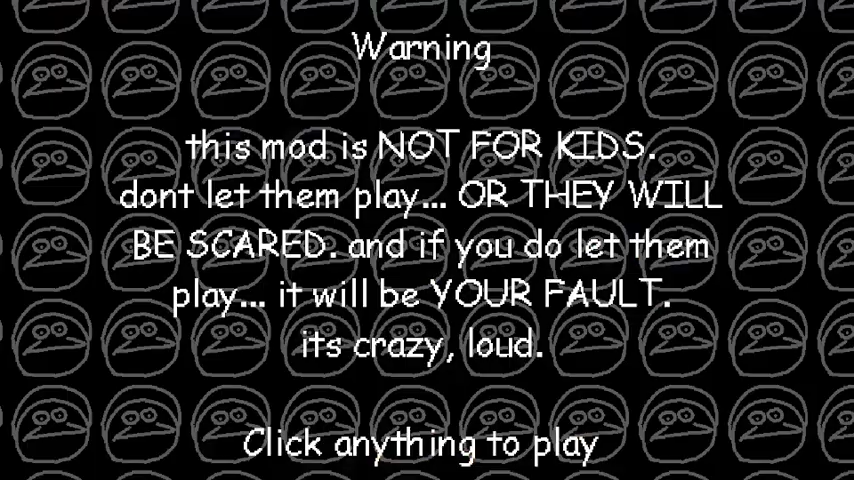 Warning
this mod is NOT FOR KIDS.
dont let them play... OR THEY WILL
BE SCARED. and if you do let them
play... it will be YOUR FAULT.
its crazy, loud.
Click anything to play